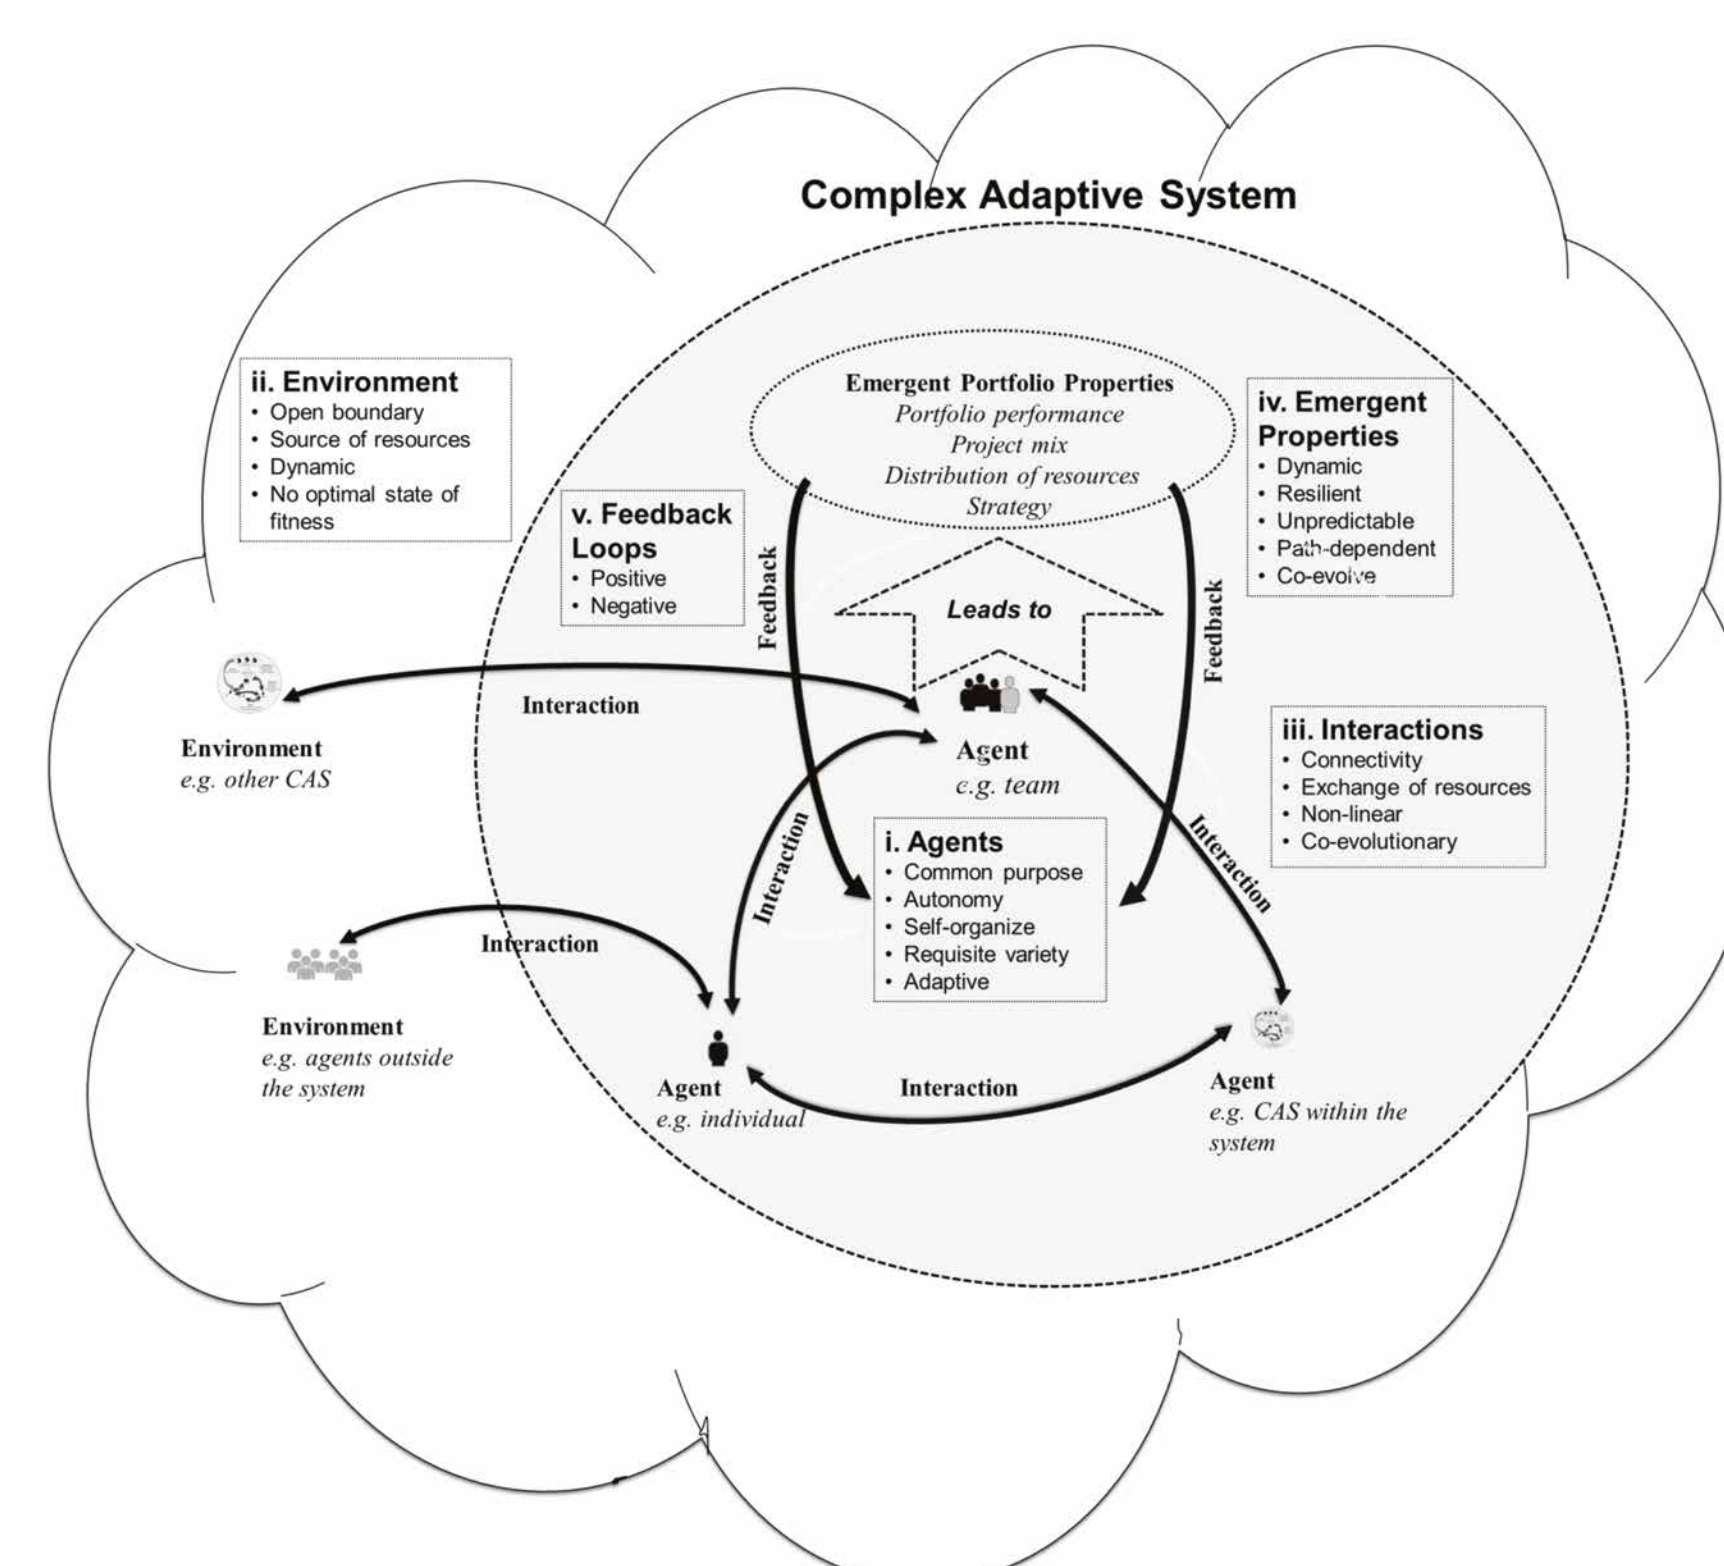 Complex Adaptive System
ii. Environment
• Open boundary
• Source of resources
• Dynamic
• No optimal state of
fitness
Emergent Portfolio Properties
Portfolio performance
Project mix
Distribution of resources
Strategy
iv. Emergent
Properties
• Dynamic
• Resilient
• Unpredictable
• Path-dependent
• Co-evolve
v. Feedback
Loops
• Positive
• Negative
Feedback
Leads to
Feedback
Interaction
Environment
e.g. other CAS
Agent
e.g. team
iii. Interactions
• Connectivity
• Exchange of resources
• Non-linear
• Co-evolutionary
Interaction
Interaction
i. Agents
• Common purpose
• Autonomy
• Self-organize
• Requisite variety
• Adaptive
Interaction
Environment
e.g. agents outside
the system
Agent
e.g. individual
Interaction
Agent
e.g. CAS within the
system